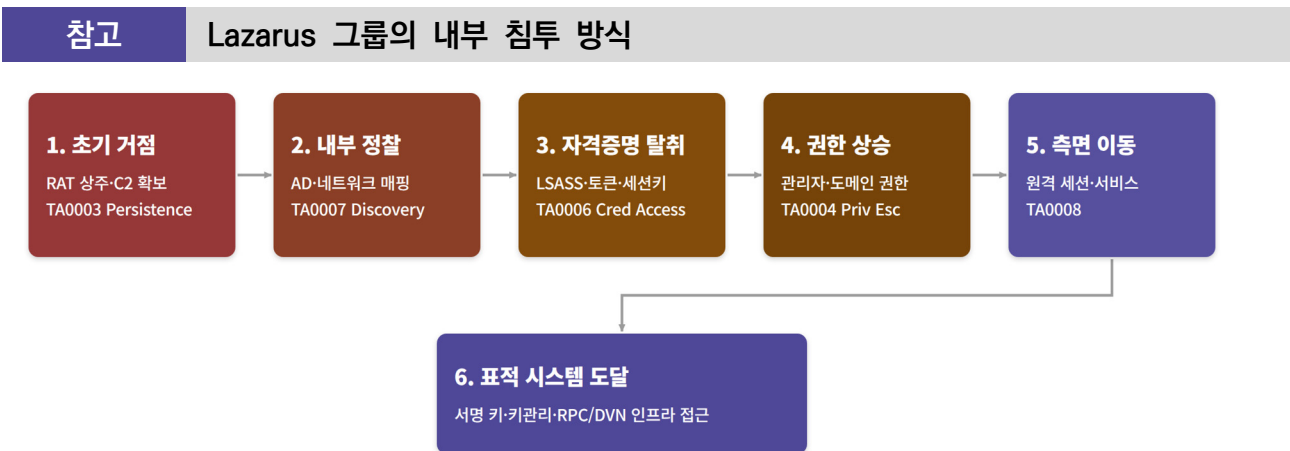 참고
Lazarus 그룹의 내부 침투 방식
1. 초기 거점
RAT 상주·C2 확보
TA0003 Persistence
2. 내부 정찰
AD·네트워크 매핑
TA0007 Discovery
3. 자격증명 탈취
LSASS·토큰·세션키
TA0006 Cred Access
4. 권한 상승
관리자·도메인 권한
TA0004 Priv Esc
5. 측면 이동
원격 세션·서비스
TA0008
6. 표적 시스템 도달
서명 키·키관리·RPC/DVN 인프라 접근